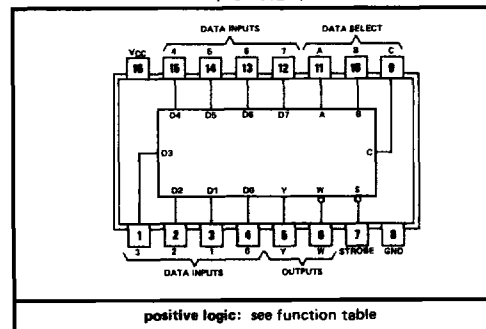 DATA INPUTS DATA SELECT
VCC 4 5 6 7 A B C
16 15 14 13 12 11 10 9
D4 D5 D6 D7 A B
D3 C
D2 D1 D0 Y W S
1 2 3 4 5 6 7 8
3 2 1 0 Y W STROBE GND
DATA INPUTS OUTPUTS
positive logic: see function table